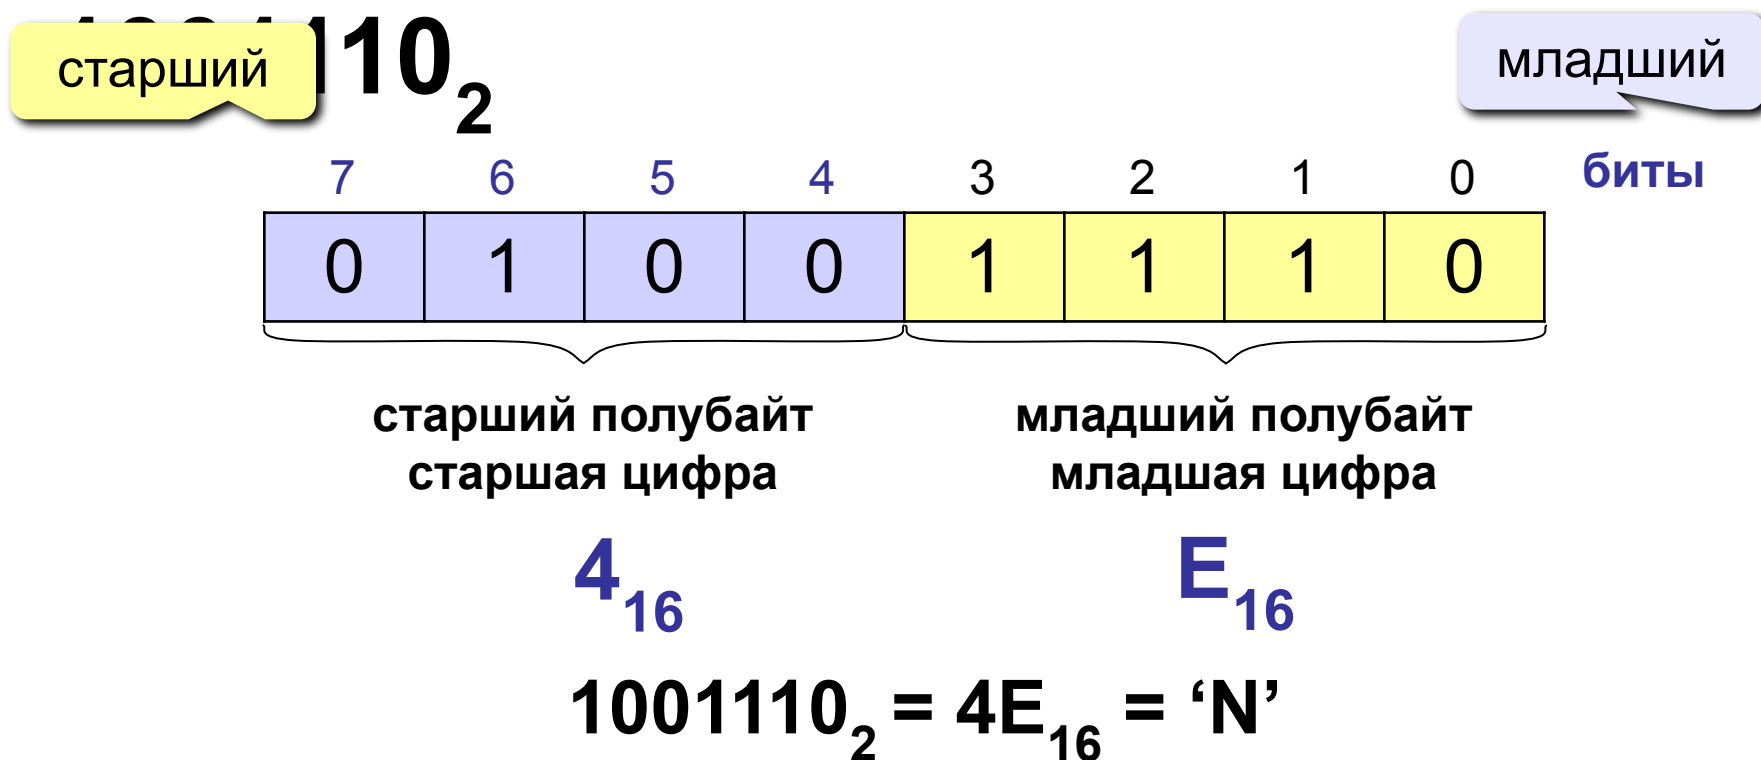 1001110₂
старший
младший
7 6 5 4 3 2 1 0 биты
0 1 0 0 1 1 1 0
старший полубайт
старшая цифра
младший полубайт
младшая цифра
4₁₆
E₁₆
1001110₂ = 4E₁₆ = ‘N’